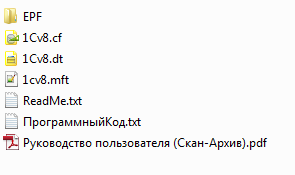 EPF
1Cv8.cf
1Cv8.dt
1cv8.mft
ReadMe.txt
ПрограммныйКод.txt
Руководство пользователя (Скан-Архив).pdf